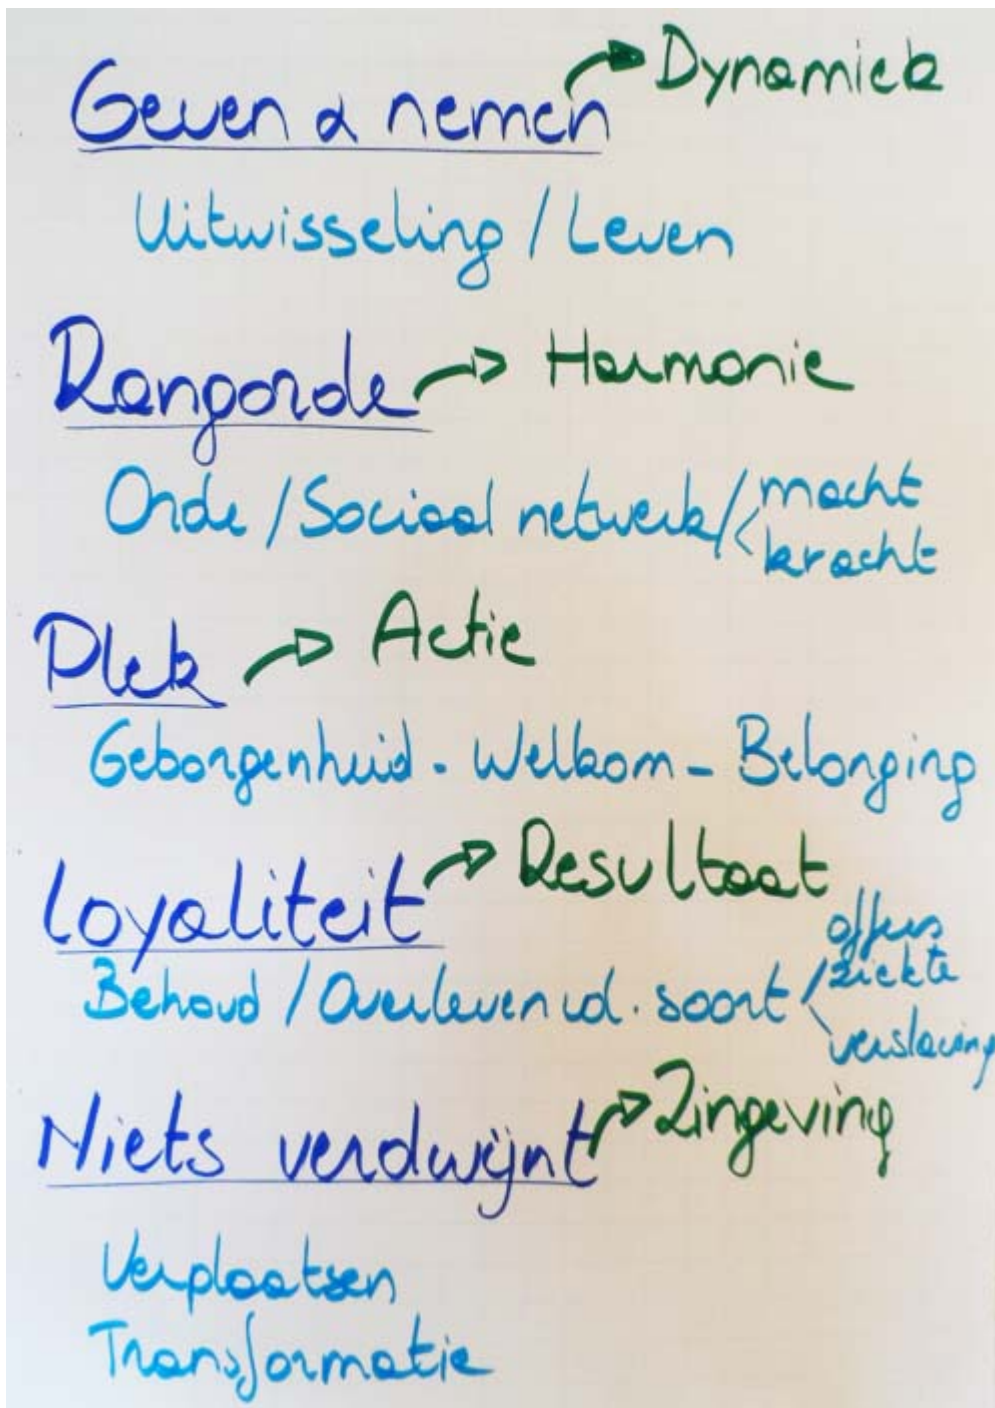 Geven & nemen → Dynamiek
Uitwisseling / Leven
Rangorde → Harmonie
Orde / Sociaal netwerk / < macht
kracht
Plek → Actie
Geborgenheid - Welkom - Belonging
Loyaliteit → Resultaat
Behoud / Overleven v.d. soort / offers
ziekte
verslaving
Niets verdwijnt → Zingeving
Verplaatsen
Transformatie